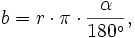 b = r · π · α/180°,